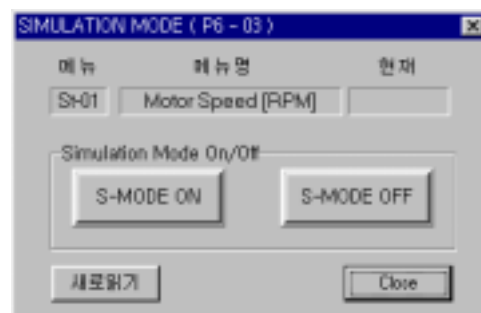 SIMULATION MODE ( P6 - 03 )
메뉴 메뉴명 현재
St-01 Motor Speed [RPM]
Simulation Mode On/Off
S-MODE ON S-MODE OFF
새로읽기 Close